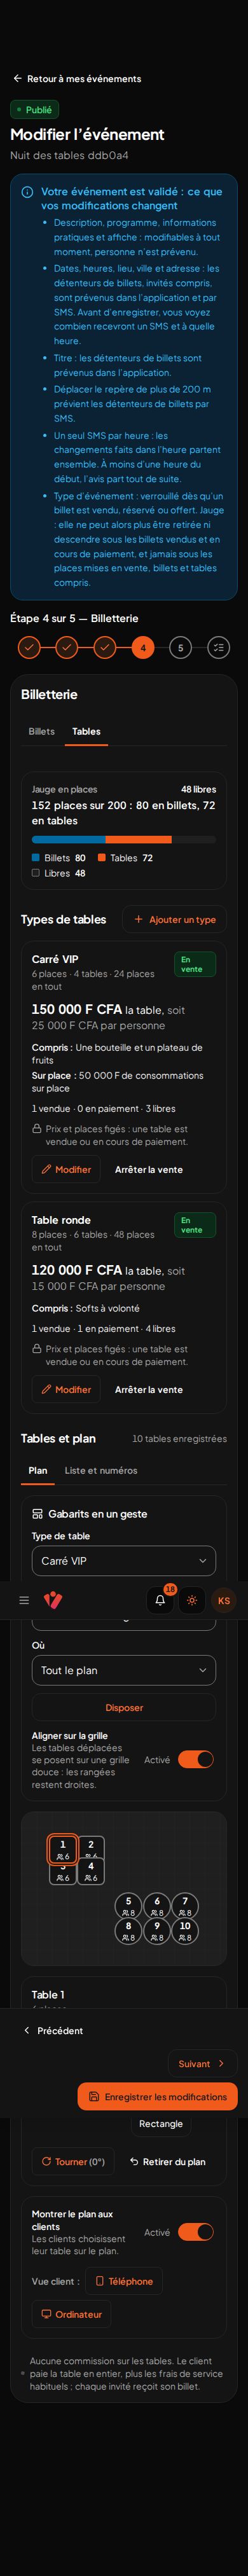 Retour à mes événements
Publié
Modifier l'événement
Nuit des tables ddb0a4
Votre événement est validé : ce que
vos modifications changent
Description, programme, informations
pratiques et affiche : modifiables à tout
moment, personne n'est prévenu.
Dates, heures, lieu, ville et adresse : les
détenteurs de billets, invités compris,
sont prévenus dans l'application et par
SMS. Avant d'enregistrer, vous voyez
combien recevront un SMS et à quelle
heure.
Titre : les détenteurs de billets sont
prévenus dans l'application.
Déplacer le repère de plus de 200 m
prévient les détenteurs de billets par
SMS.
Un seul SMS par heure : les
changements faits dans l'heure partent
ensemble. À moins d'une heure du
début, l'avis part tout de suite.
Type d'événement : verrouillé dès qu'un
billet est vendu, réservé ou offert. Jauge
: elle ne peut alors plus être retirée ni
descendre sous les billets vendus et en
cours de paiement, et jamais sous les
places mises en vente, billets et tables
compris.
Étape 4 sur 5 — Billetterie
4
5
Billetterie
Billets
Tables
Jauge en places
48 libres
152 places sur 200 : 80 en billets, 72
en tables
Billets 80
Tables 72
Libres 48
Types de tables
Ajouter un type
Carré VIP
En
vente
6 places · 4 tables · 24 places
en tout
150 000 F CFA la table, soit
25 000 F CFA par personne
Compris : Une bouteille et un plateau de
fruits
Sur place : 50 000 F de consommations
sur place
1 vendue · 0 en paiement · 3 libres
Prix et places figés : une table est
vendue ou en cours de paiement.
Modifier
Arrêter la vente
Table ronde
En
vente
8 places · 6 tables · 48 places
en tout
120 000 F CFA la table, soit
15 000 F CFA par personne
Compris : Softs à volonté
1 vendue · 1 en paiement · 4 libres
Prix et places figés : une table est
vendue ou en cours de paiement.
Modifier
Arrêter la vente
Tables et plan
10 tables enregistrées
Plan
Liste et numéros
Gabarits en un geste
Type de table
Carré VIP
18
KS
Où
Tout le plan
Disposer
Aligner sur la grille
Les tables déplacées
se posent sur une grille
douce : les rangées
restent droites.
Activé
1
6
2
6
3
6
4
6
5
8
6
8
7
8
8
8
9
8
10
8
Table 1
Précédent
Suivant
Enregistrer les modifications
Rectangle
Tourner (0°)
Retirer du plan
Montrer le plan aux
clients
Les clients choisissent
leur table sur le plan.
Activé
Vue client :
Téléphone
Ordinateur
Aucune commission sur les tables. Le client
paie la table en entier, plus les frais de service
habituels ; chaque invité reçoit son billet.